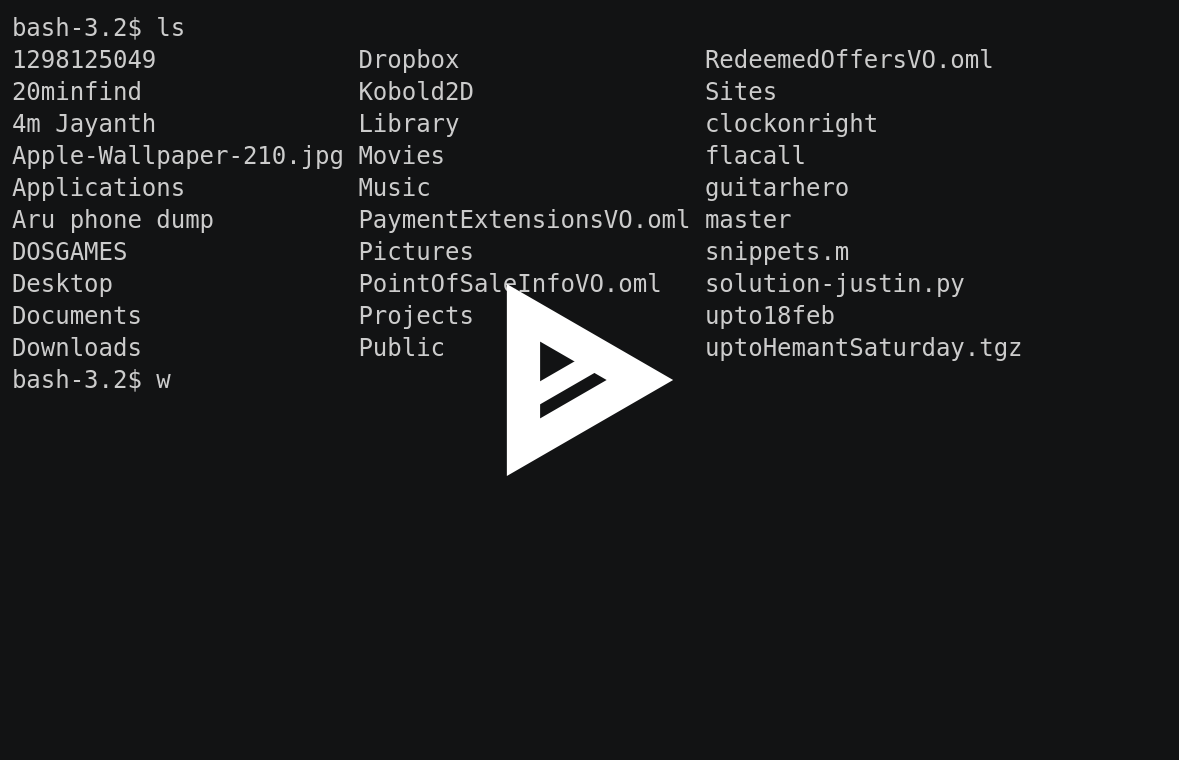 bash-3.2$ ls
1298125049 Dropbox RedeemedOffersVO.oml
20minfind Kobold2D Sites
4m Jayanth Library clockonright
Apple-Wallpaper-210.jpg Movies flacall
Applications Music guitarhero
Aru phone dump PaymentExtensionsVO.oml master
DOSGAMES Pictures snippets.m
Desktop PointOfSaleInfoVO.oml solution-justin.py
Documents Projects upto18feb
Downloads Public uptoHemantSaturday.tgz
bash-3.2$ w